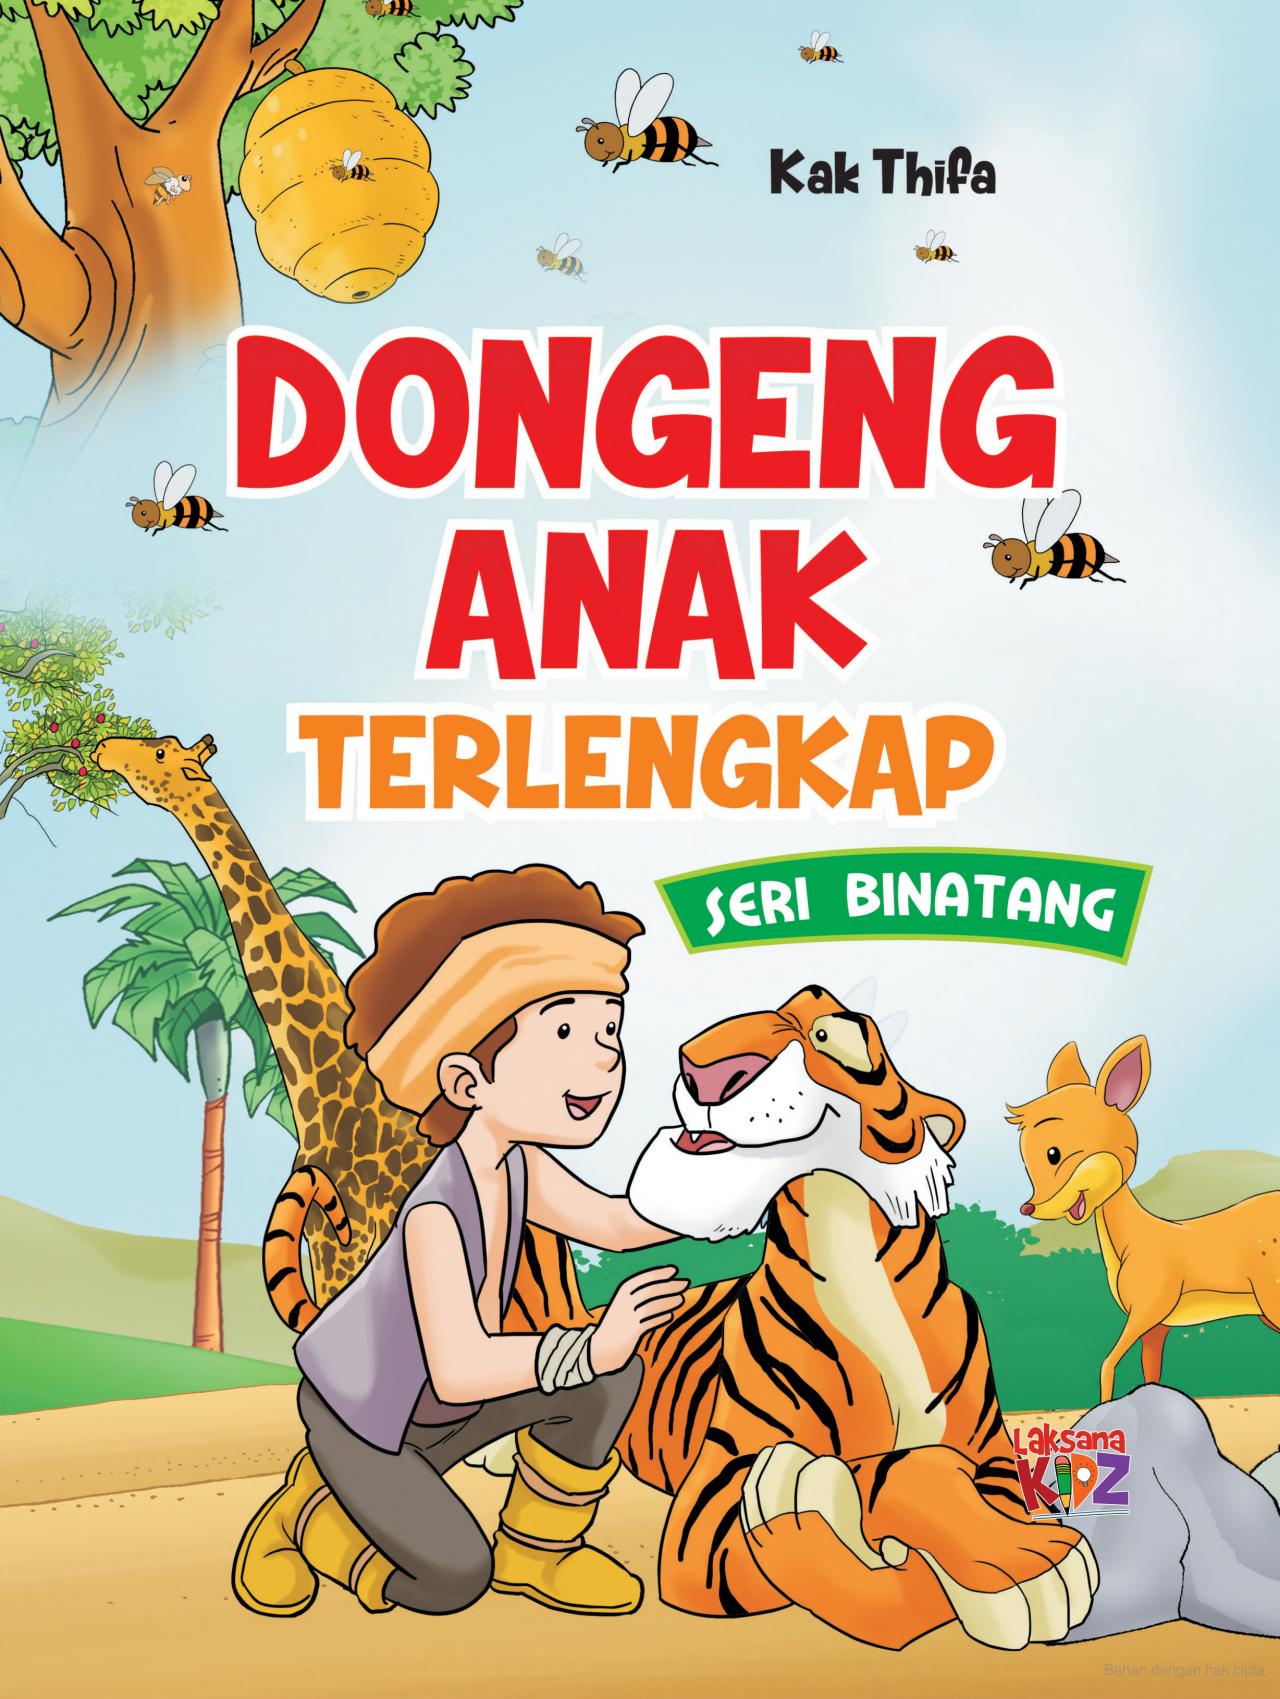 Kak Thifa
DONGENG
ANAK
TERLENGKAP
SERI BINATANG
Laksana
KIDZ
Bahan dengan hak cipta